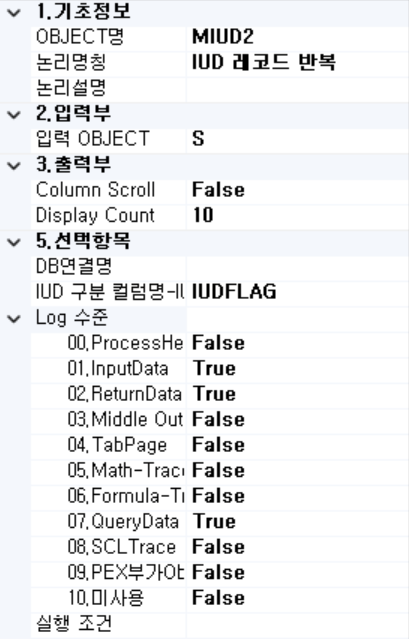 1.기초정보
OBJECT명 MIUD2
논리명칭 IUD 레코드 반복
논리설명
2.입력부
입력 OBJECT S
3.출력부
Column Scroll False
Display Count 10
5.선택항목
DB연결명
IUD 구분 컬럼명-IU IUDFLAG
Log 수준
00.ProcessHe False
01.InputData True
02.ReturnData True
03.Middle Out False
04.TabPage False
05.Math-Trac False
06.Formula-Tr False
07.QueryData True
08.SCLTrace False
09.PEX부가Ob False
10.미사용 False
실행 조건